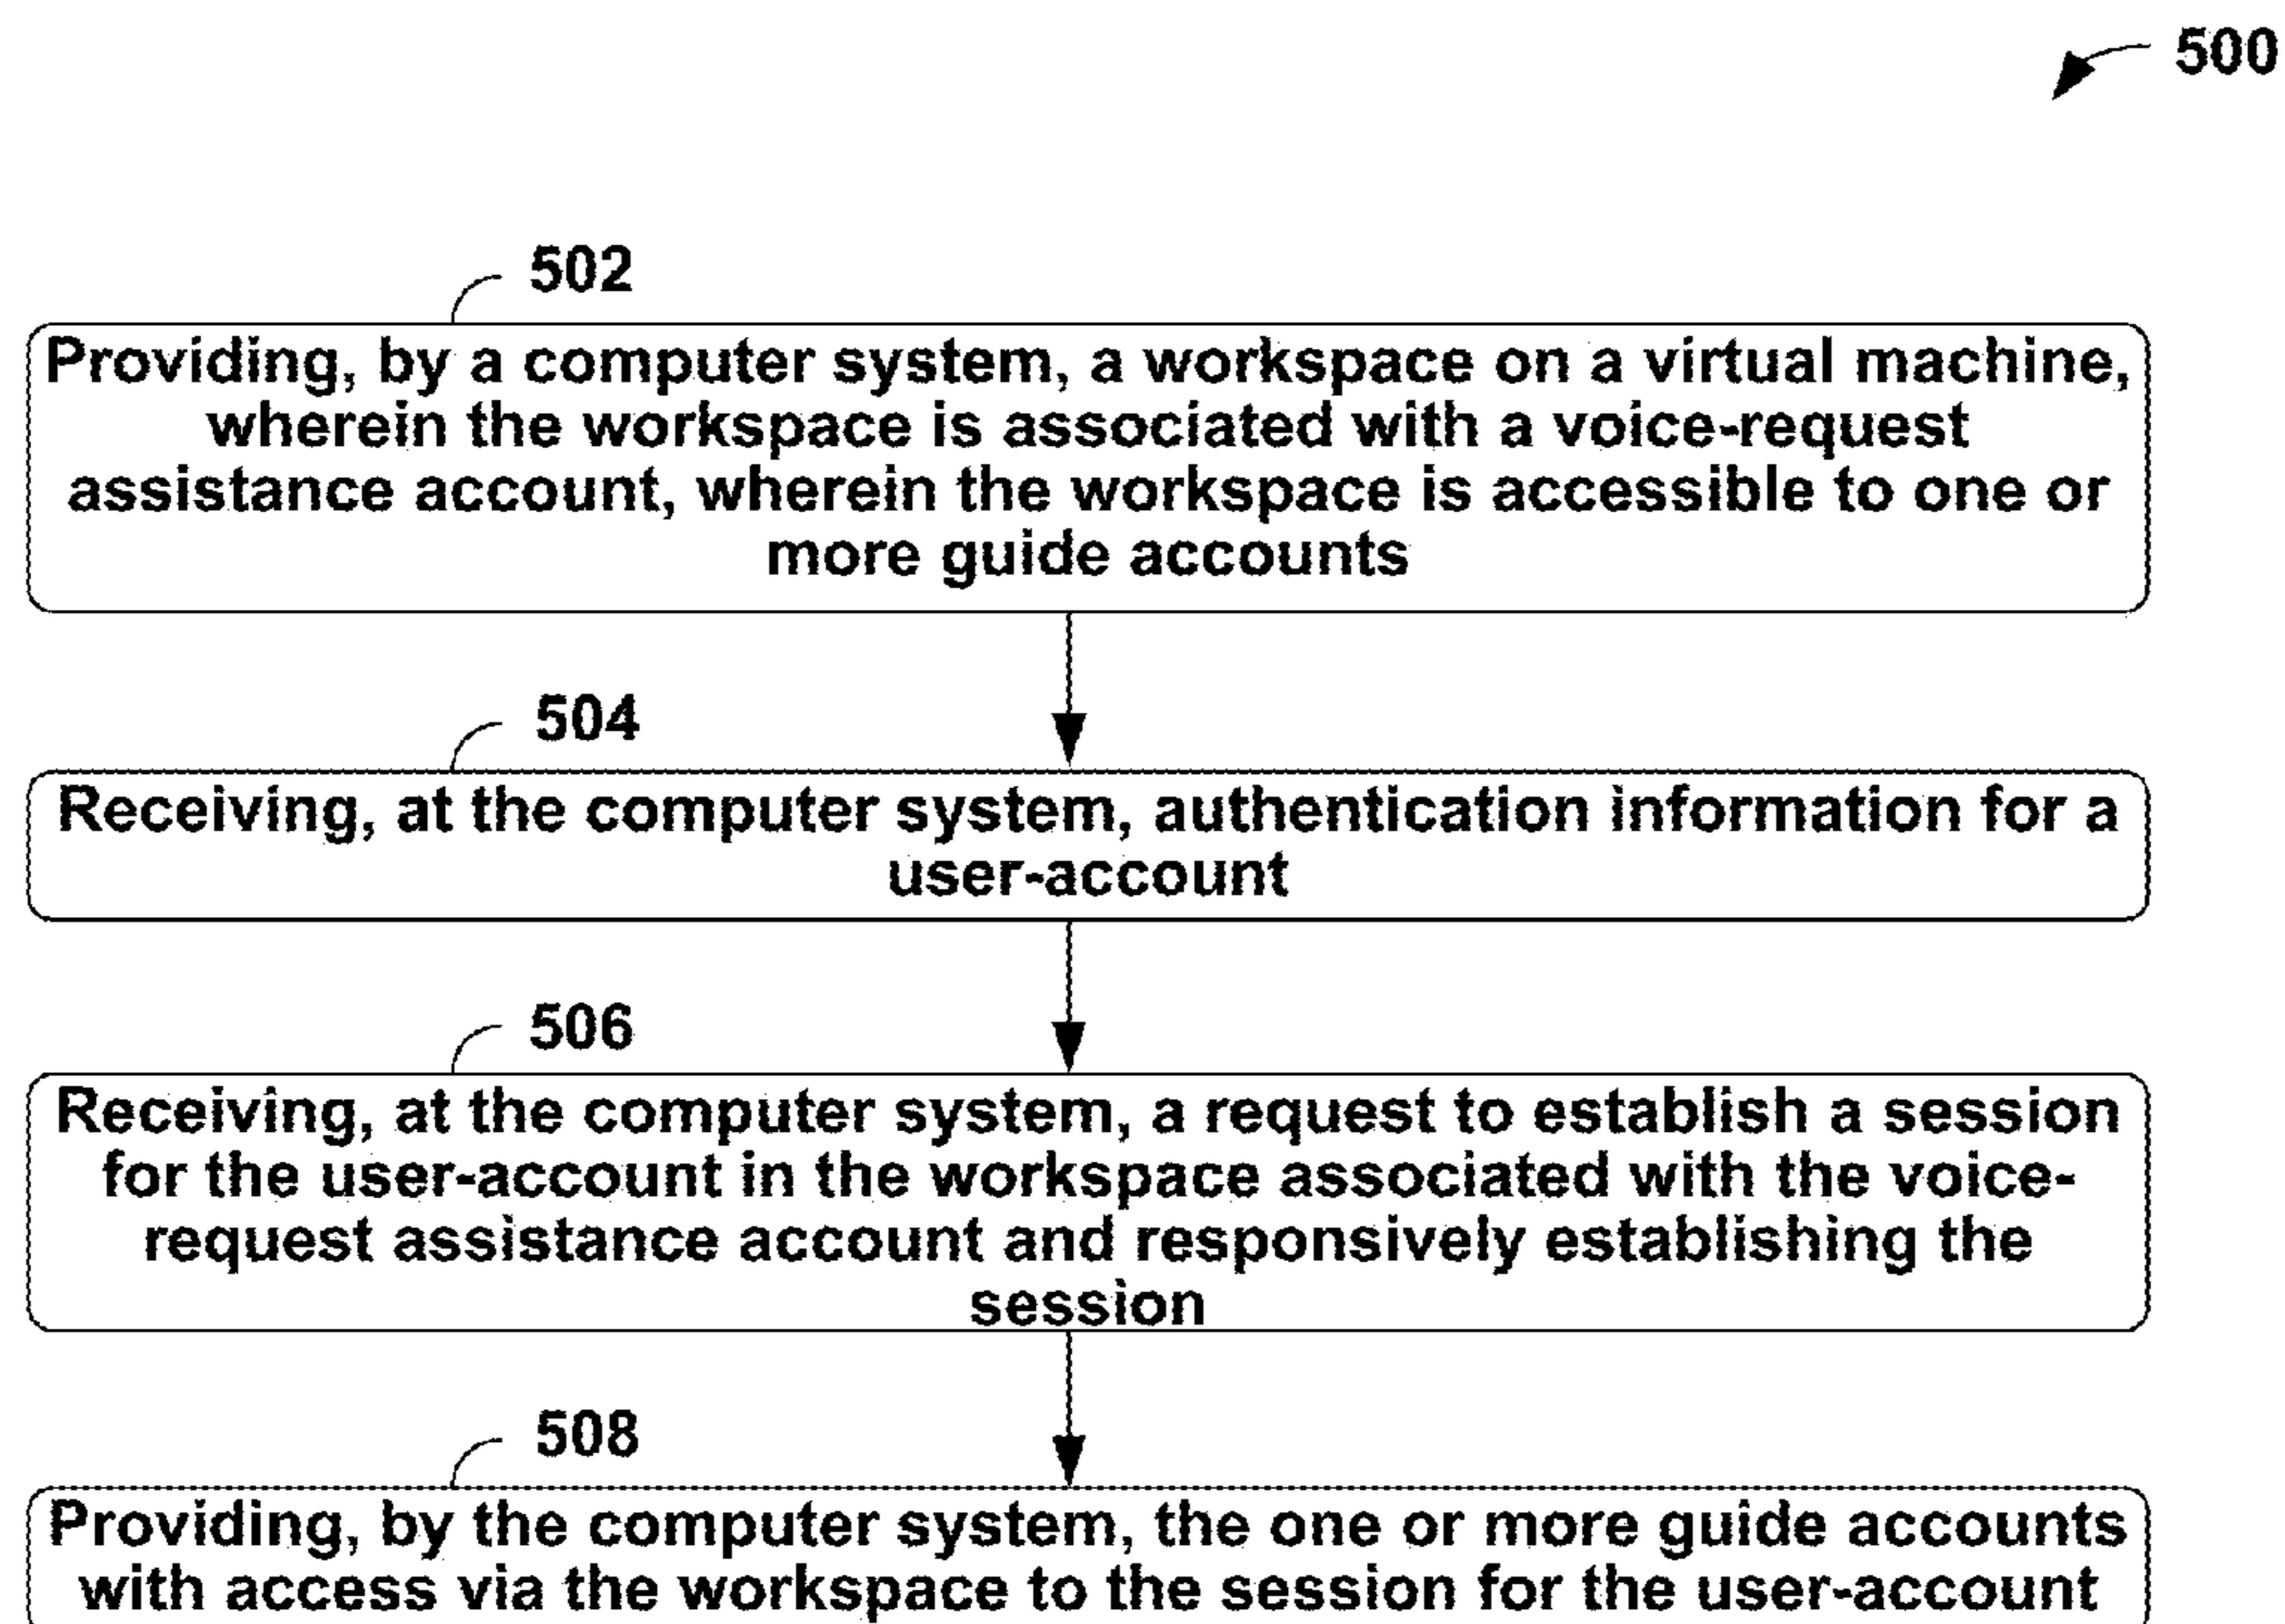 500
502
Providing, by a computer system, a workspace on a virtual machine,
wherein the workspace is associated with a voice-request
assistance account, wherein the workspace is accessible to one or
more guide accounts
504
Receiving, at the computer system, authentication information for a
user-account
506
Receiving, at the computer system, a request to establish a session
for the user-account in the workspace associated with the voice-
request assistance account and responsively establishing the
session
508
Providing, by the computer system, the one or more guide accounts
with access via the workspace to the session for the user-account